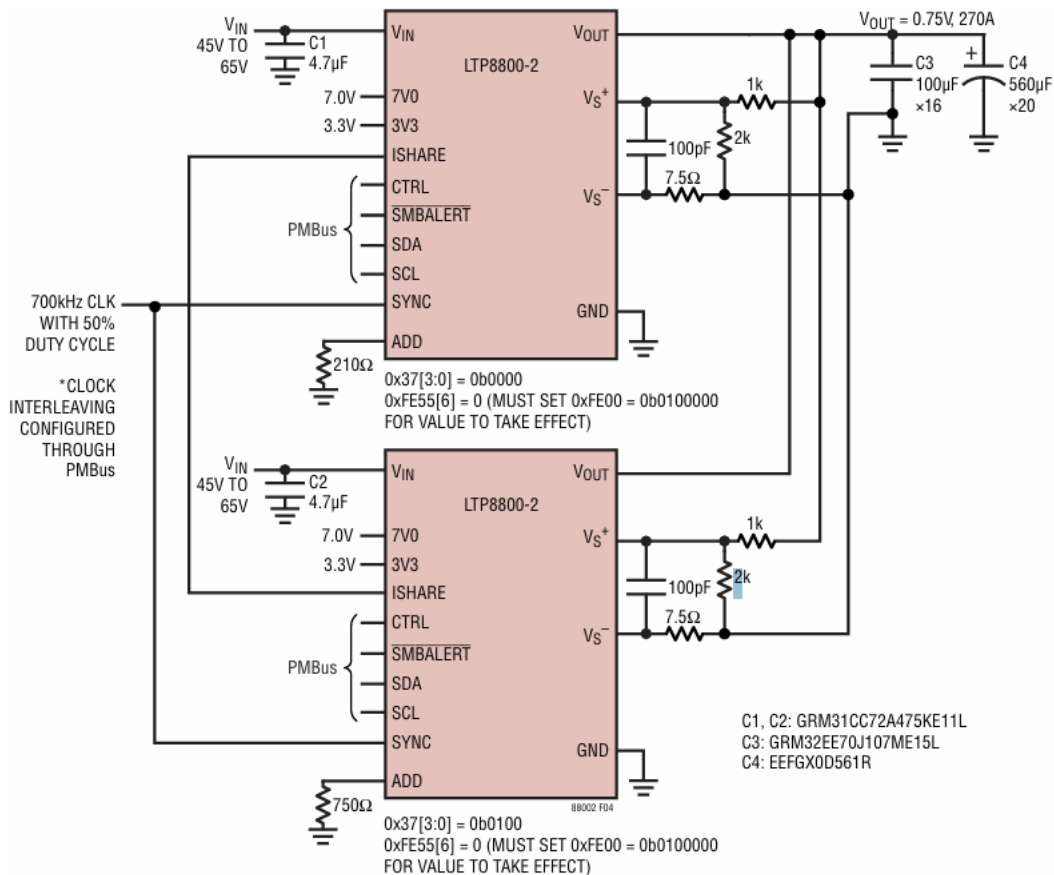 VIN
45V TO
65V
C1
4.7µF
7.0V
3.3V
PMBus
VIN
7V0
3V3
ISHARE
CTRL
SMBALERT
SDA
SCL
SYNC
ADD
LTP8800-2
VOUT
VS+
VS–
GND
1k
2k
100pF
7.5Ω
VOUT = 0.75V, 270A
C3
100µF
×16
+
C4
560µF
×20
700kHz CLK
WITH 50%
DUTY CYCLE
*CLOCK
INTERLEAVING
CONFIGURED
THROUGH
PMBus
210Ω
0x37[3:0] = 0b0000
0xFE55[6] = 0 (MUST SET 0xFE00 = 0b0100000
FOR VALUE TO TAKE EFFECT)
VIN
45V TO
65V
C2
4.7µF
7.0V
3.3V
PMBus
VIN
7V0
3V3
ISHARE
CTRL
SMBALERT
SDA
SCL
SYNC
ADD
LTP8800-2
VOUT
VS+
VS–
GND
1k
2k
100pF
7.5Ω
C1, C2: GRM31CC72A475KE11L
C3: GRM32EE70J107ME15L
C4: EEFGX0D561R
750Ω
88002 F04
0x37[3:0] = 0b0100
0xFE55[6] = 0 (MUST SET 0xFE00 = 0b0100000
FOR VALUE TO TAKE EFFECT)